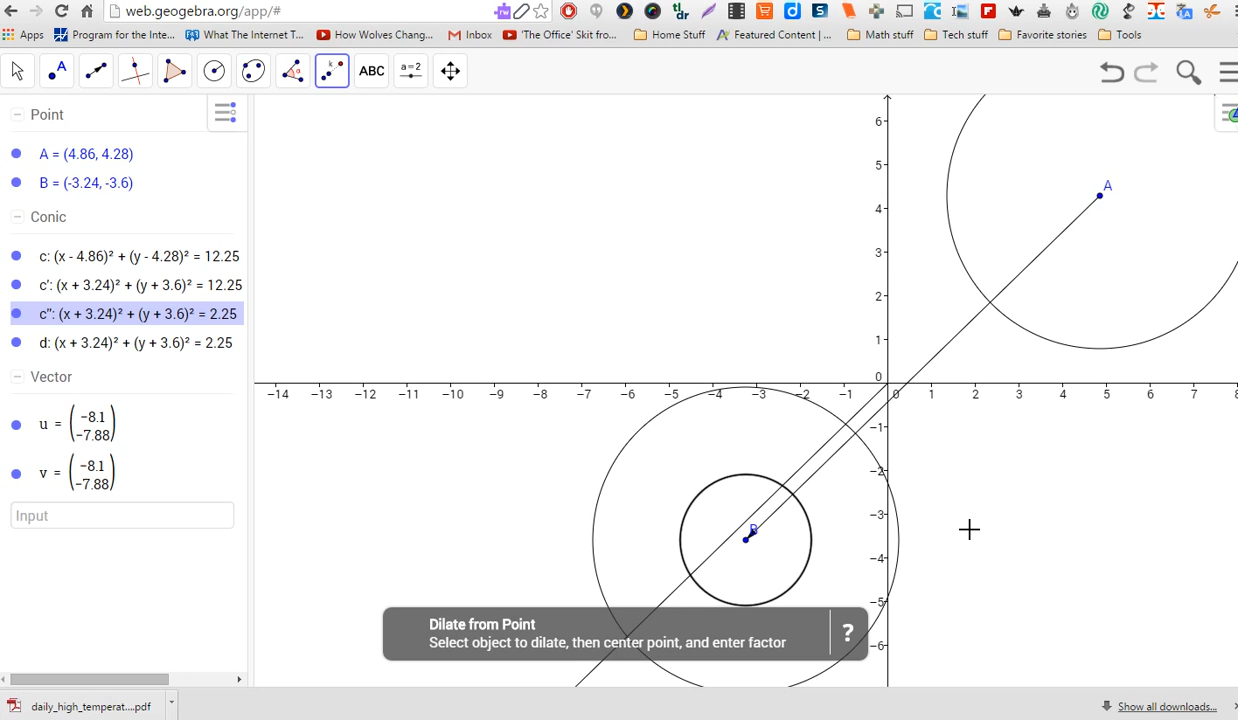 web.geogebra.org/app/#
Apps
Program for the Inte...
What The Internet T...
How Wolves Chang...
Inbox
'The Office' Skit fro...
Home Stuff
Featured Content | ...
Math stuff
Tech stuff
Favorite stories
Tools
A
k
α
ABC
a=2
Point
A = (4.86, 4.28)
B = (-3.24, -3.6)
Conic
c: (x - 4.86)² + (y - 4.28)² = 12.25
c': (x + 3.24)² + (y + 3.6)² = 12.25
c": (x + 3.24)² + (y + 3.6)² = 2.25
d: (x + 3.24)² + (y + 3.6)² = 2.25
Vector
u = (−8.1
−7.88)
v = (−8.1
−7.88)
Input
6
5
4
3
2
1
0
−14 −13 −12 −11 −10 −9 −8 −7 −6 −5 −4 −3 −2 −1 0 1 2 3 4 5 6 7 8
−1
−2
−3
−4
−5
−6
A
B
Dilate from Point
Select object to dilate, then center point, and enter factor
?
daily_high_temperat....pdf
Show all downloads...